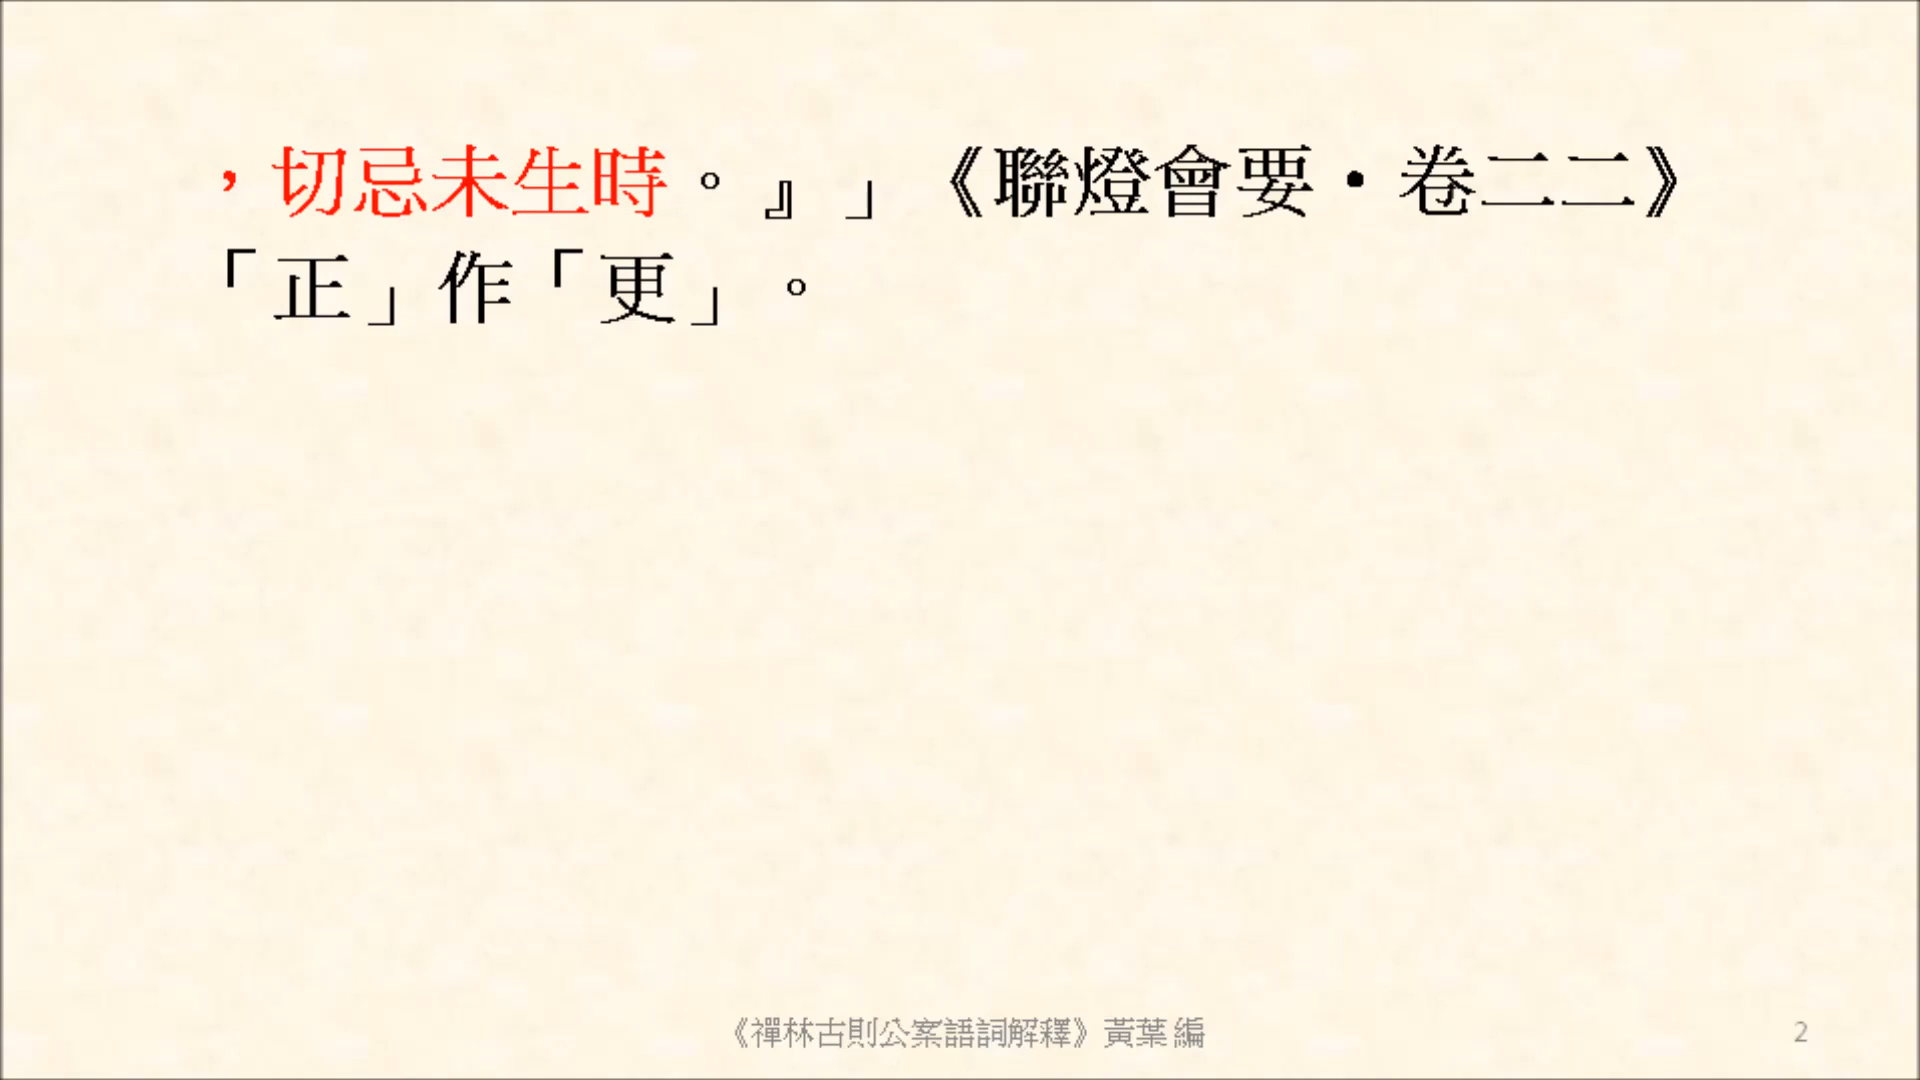 ，切忌未生時。』」《聯燈會要‧卷二二》
「正」作「更」。
《禪林古則公案語詞解釋》黃葉 編
2